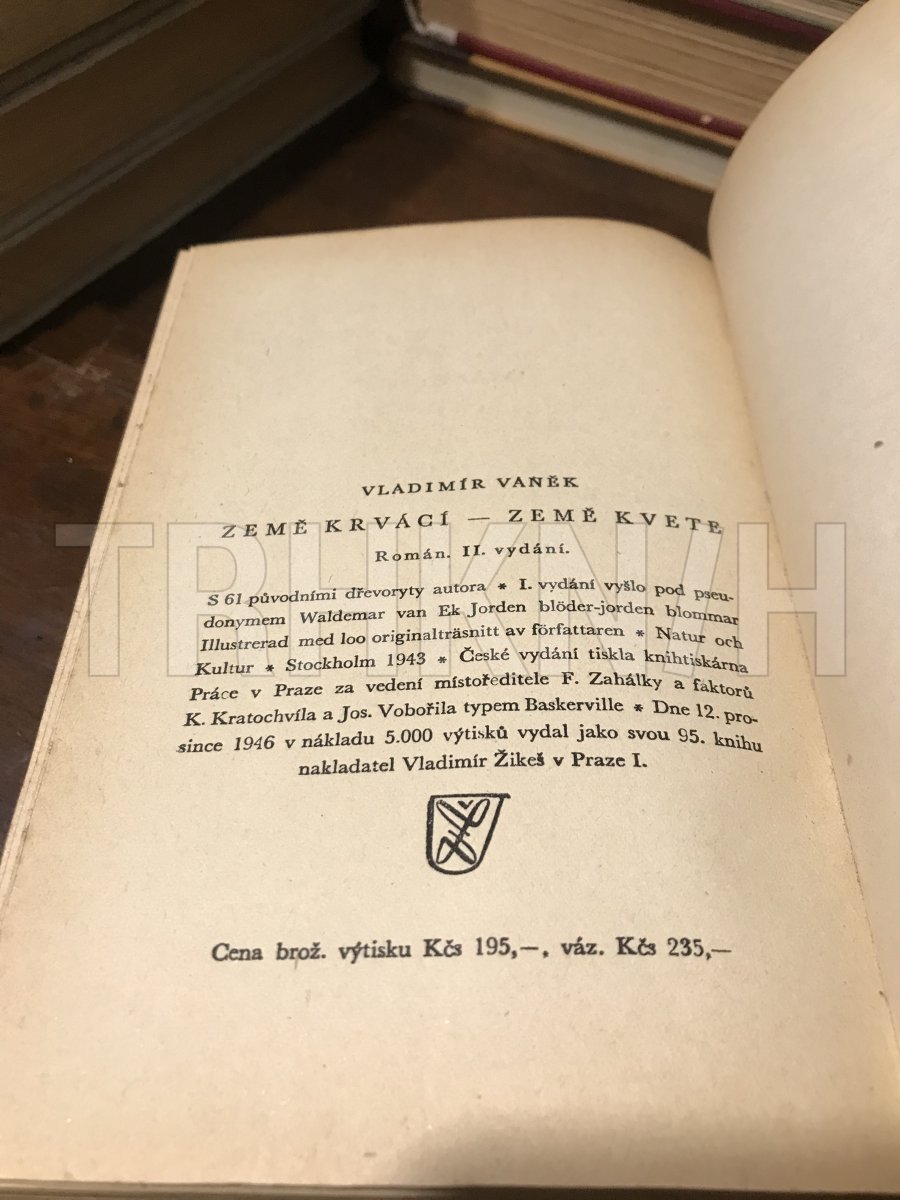 VLADIMÍR VANĚK
ZEMĚ KRVÁCÍ — ZEMĚ KVETE
Román. II. vydání.
S 61 původními dřevoryty autora * I. vydání vyšlo pod pseu-
donymem Waldemar van Ek Jorden blöder-jorden blommar
Illustrerad med loo originalträsnitt av författaren * Natur och
Kultur * Stockholm 1943 * České vydání tiskla knihtiskárna
Práce v Praze za vedení místoředitele F. Zahálky a faktorů
K. Kratochvíla a Jos. Vobořila typem Baskerville * Dne 12. pro-
since 1946 v nákladu 5.000 výtisků vydal jako svou 95. knihu
nakladatel Vladimír Žikeš v Praze I.
Cena brož. výtisku Kčs 195,—, váz. Kčs 235,—
TRHKNIH